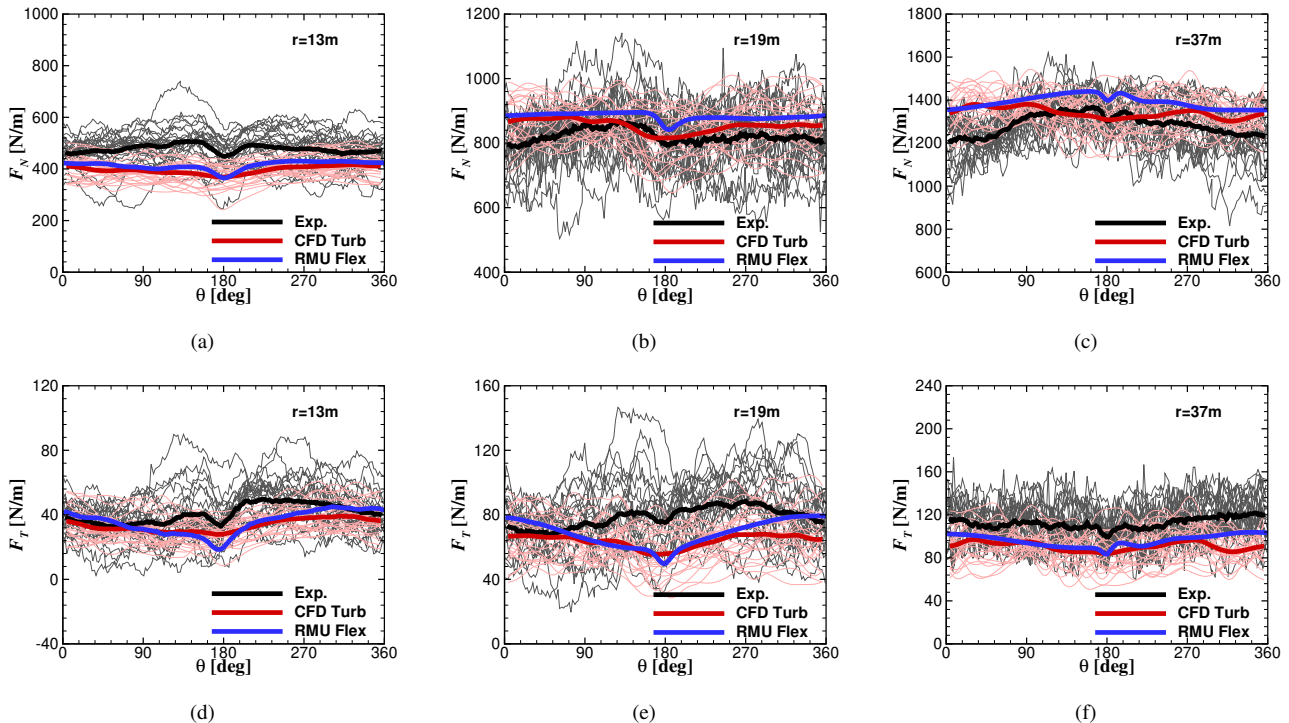 1000
800
600
400
200
0
F_N [N/m]
r=13m
Exp.
CFD Turb
RMU Flex
0 90 180 270 360
θ [deg]
(a)
1000
800
600
400
F_N [N/m]
r=19m
Exp.
CFD Turb
RMU Flex
0 90 180 270 360
θ [deg]
(b)
1800
1600
1400
1200
1000
800
600
F_N [N/m]
r=37m
Exp.
CFD Turb
RMU Flex
0 90 180 270 360
θ [deg]
(c)
120
80
40
0
-40
F_T [N/m]
r=13m
Exp.
CFD Turb
RMU Flex
0 90 180 270 360
θ [deg]
(d)
160
120
80
40
0
F_T [N/m]
r=19m
Exp.
CFD Turb
RMU Flex
0 90 180 270 360
θ [deg]
(e)
240
200
160
120
80
40
0
F_T [N/m]
r=37m
Exp.
CFD Turb
RMU Flex
0 90 180 270 360
θ [deg]
(f)